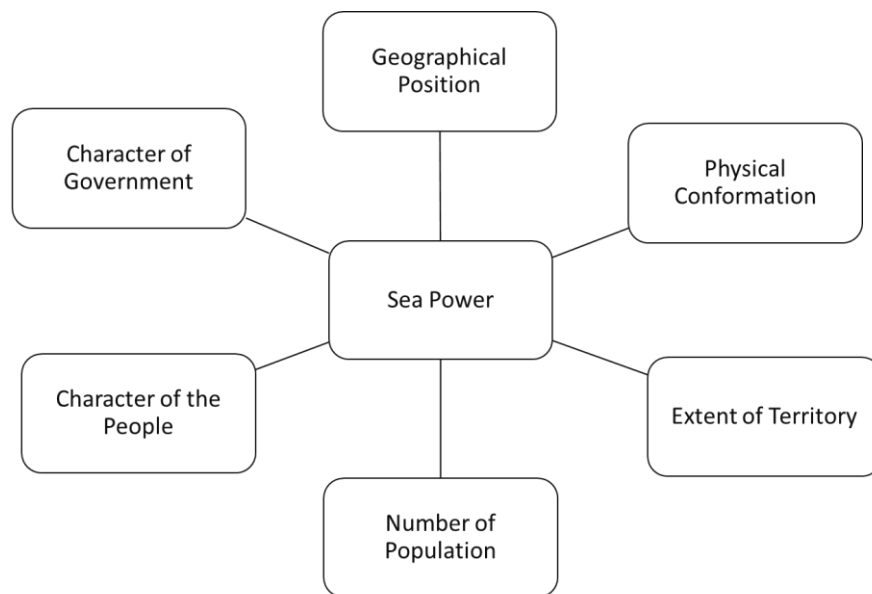 Geographical
Position
Character of
Government
Physical
Conformation
Sea Power
Character of the
People
Extent of Territory
Number of
Population